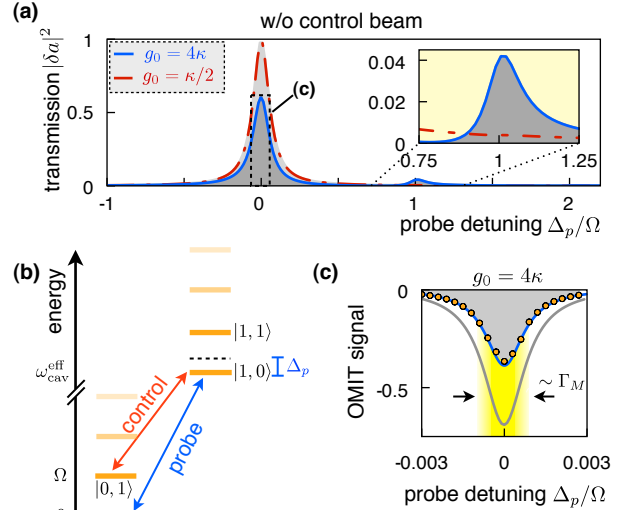 (a)
w/o control beam
transmission |δa|²
1
0.5
0
g₀ = 4κ
g₀ = κ/2
(c)
0.04
0.02
0
0.75
1
1.25
-1
0
1
2
probe detuning Δₚ/Ω
(b)
energy
ω_cav^eff
|1,1⟩
|1,0⟩
Δₚ
control
probe
Ω
|0,1⟩
(c)
g₀ = 4κ
OMIT signal
0
-0.5
~ Γ_M
-0.003
0
0.003
probe detuning Δₚ/Ω